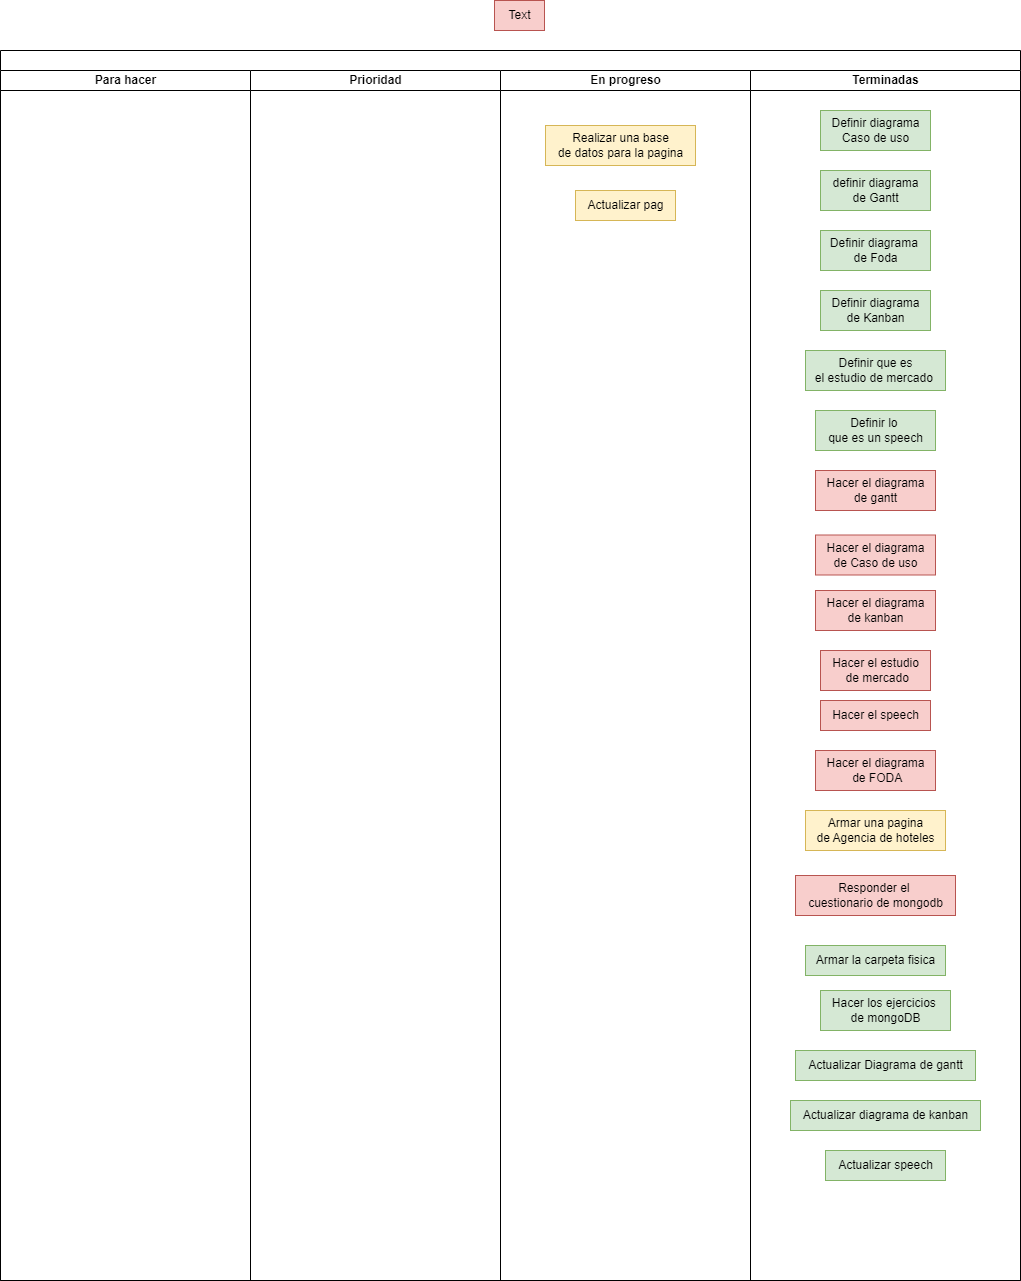 Text
Para hacer
Prioridad
En progreso
Terminadas
Realizar una base
de datos para la pagina
Actualizar pag
Definir diagrama
Caso de uso
definir diagrama
de Gantt
Definir diagrama
de Foda
Definir diagrama
de Kanban
Definir que es
el estudio de mercado
Definir lo
que es un speech
Hacer el diagrama
de gantt
Hacer el diagrama
de Caso de uso
Hacer el diagrama
de kanban
Hacer el estudio
de mercado
Hacer el speech
Hacer el diagrama
de FODA
Armar una pagina
de Agencia de hoteles
Responder el
cuestionario de mongodb
Armar la carpeta fisica
Hacer los ejercicios
de mongoDB
Actualizar Diagrama de gantt
Actualizar diagrama de kanban
Actualizar speech